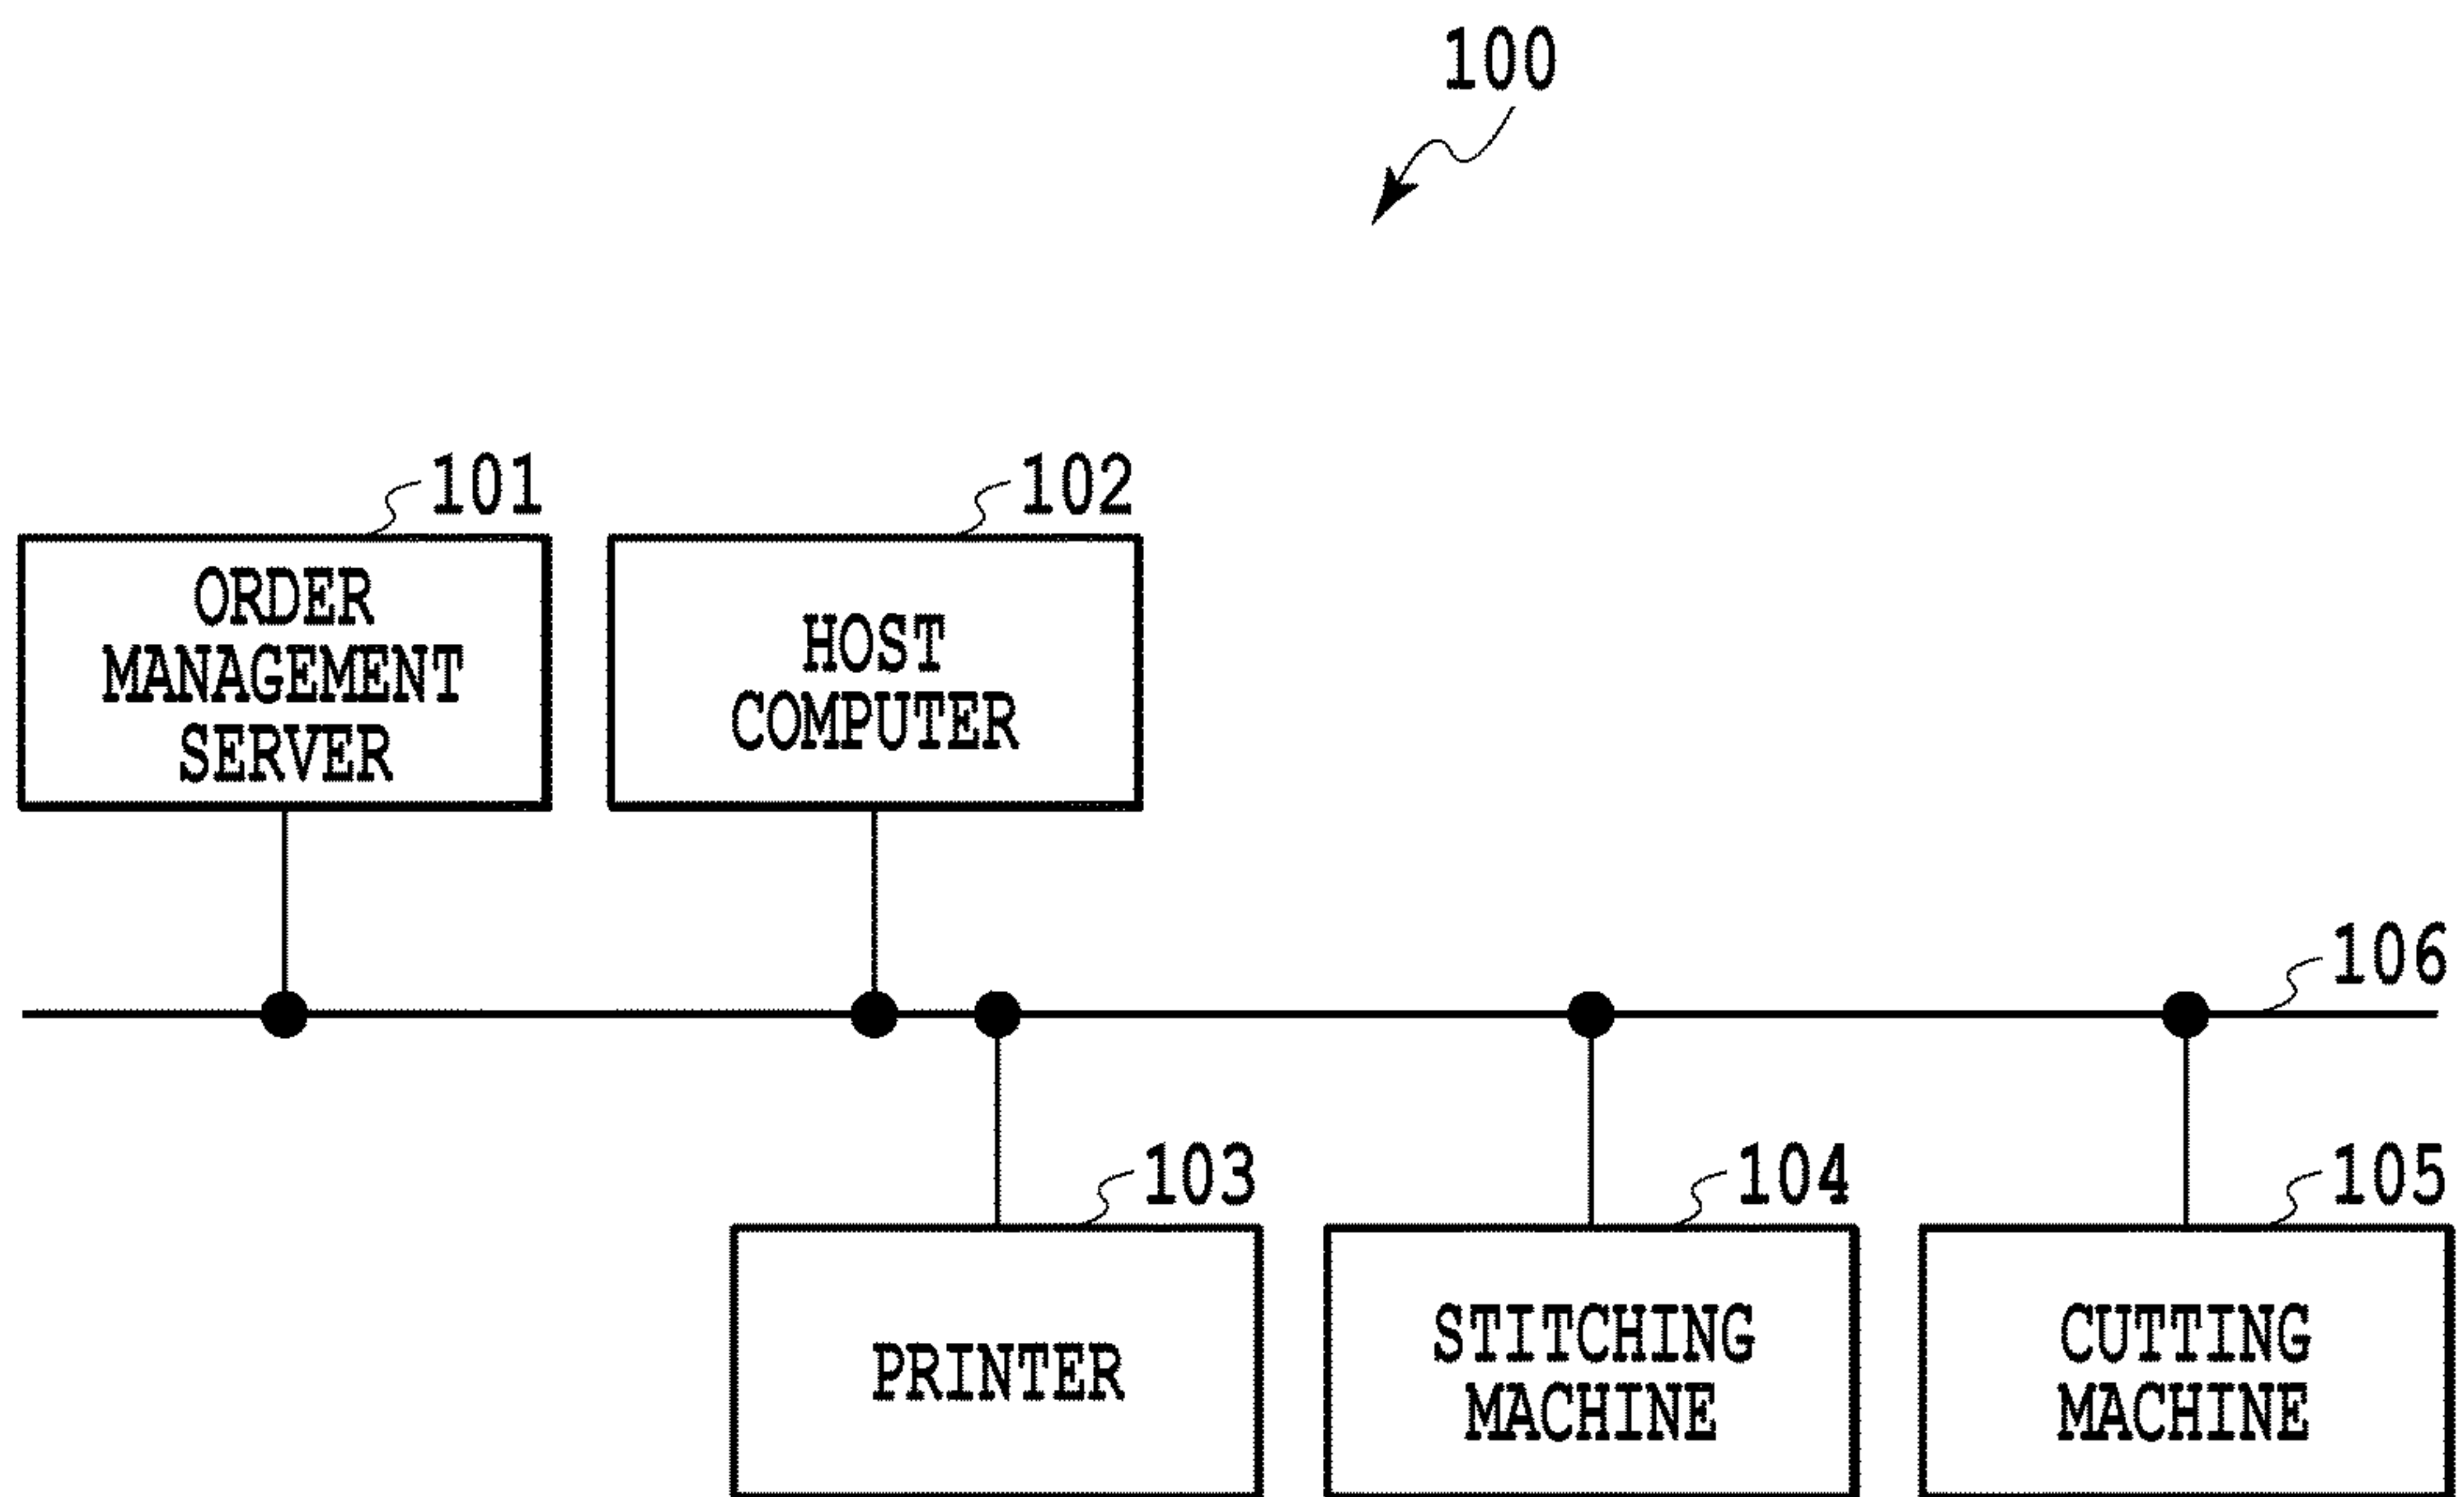 100
101
102
ORDER
MANAGEMENT
SERVER
HOST
COMPUTER
106
103
104
105
PRINTER
STITCHING
MACHINE
CUTTING
MACHINE